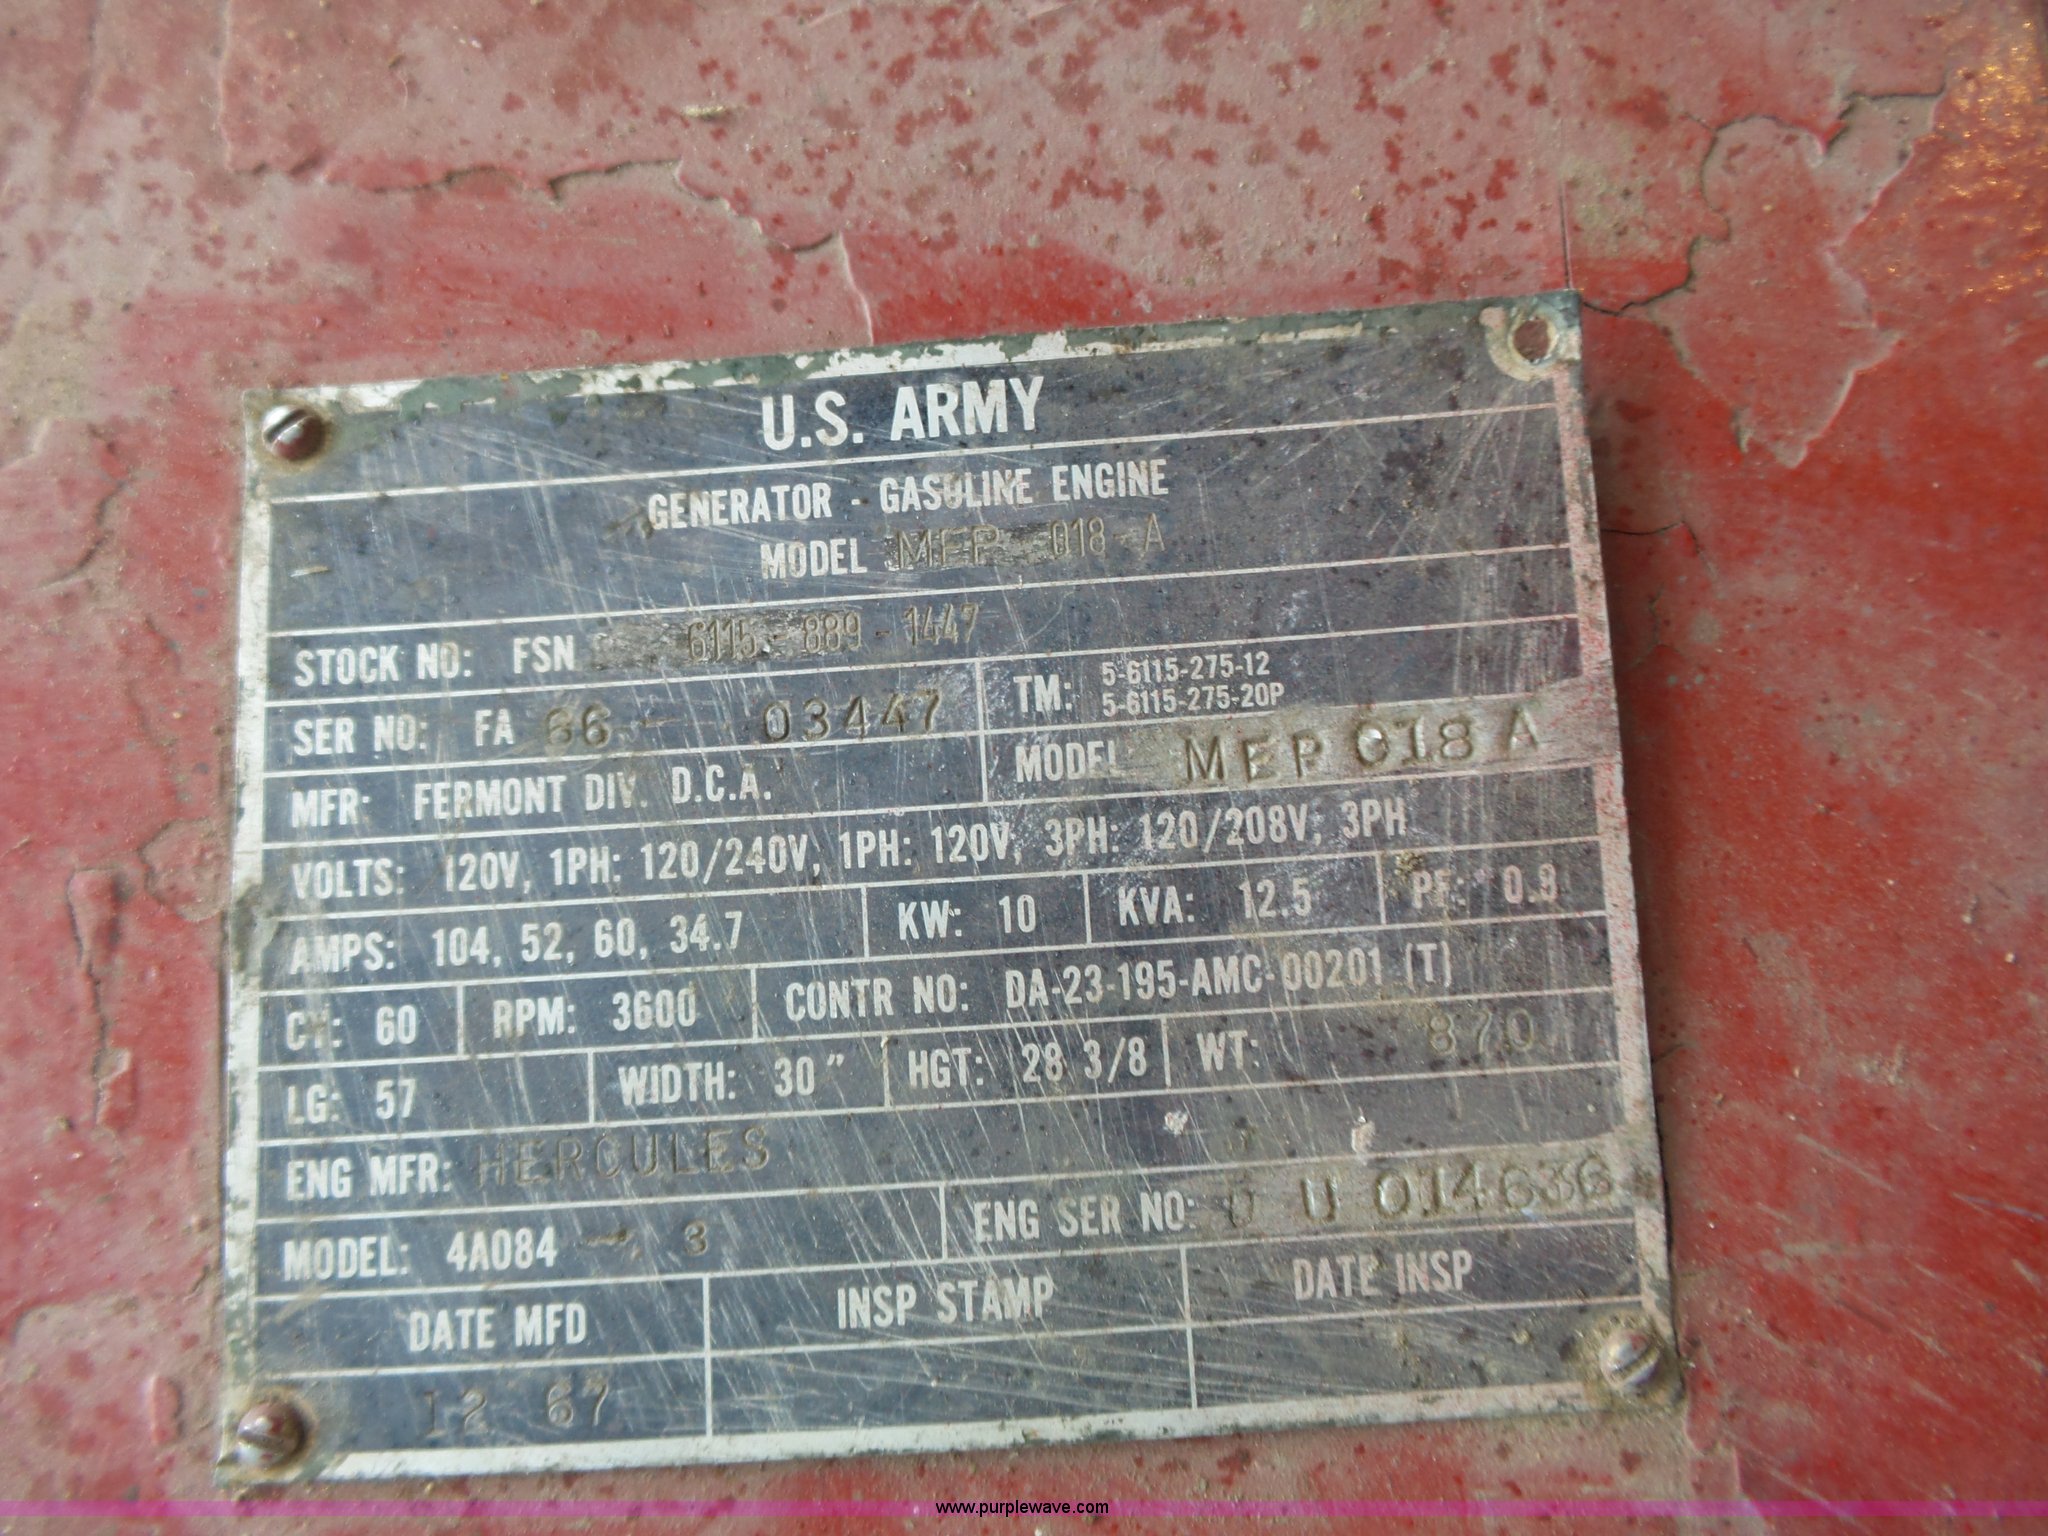 U.S. ARMY
GENERATOR - GASOLINE ENGINE
MODEL MEP 018-A
STOCK NO: FSN 6115-889-1447
SER NO: FA 66- 03447
TM: 5-6115-275-12
5-6115-275-20P
MFR: FERMONT DIV. D.C.A.
MODEL MEP 018 A
VOLTS: 120V, 1PH: 120/240V, 1PH: 120V, 3PH: 120/208V, 3PH
AMPS: 104, 52, 60, 34.7 KW: 10 KVA: 12.5 PF: 0.8
CY: 60 RPM: 3600 CONTR NO: DA-23-195-AMC-00201 (T)
LG: 57 WIDTH: 30" HGT: 28 3/8 WT: 870
ENG MFR: HERCULES
MODEL: 4A084 - 3 ENG SER NO: U 014636
DATE MFD INSP STAMP DATE INSP
12 67
www.purplewave.com